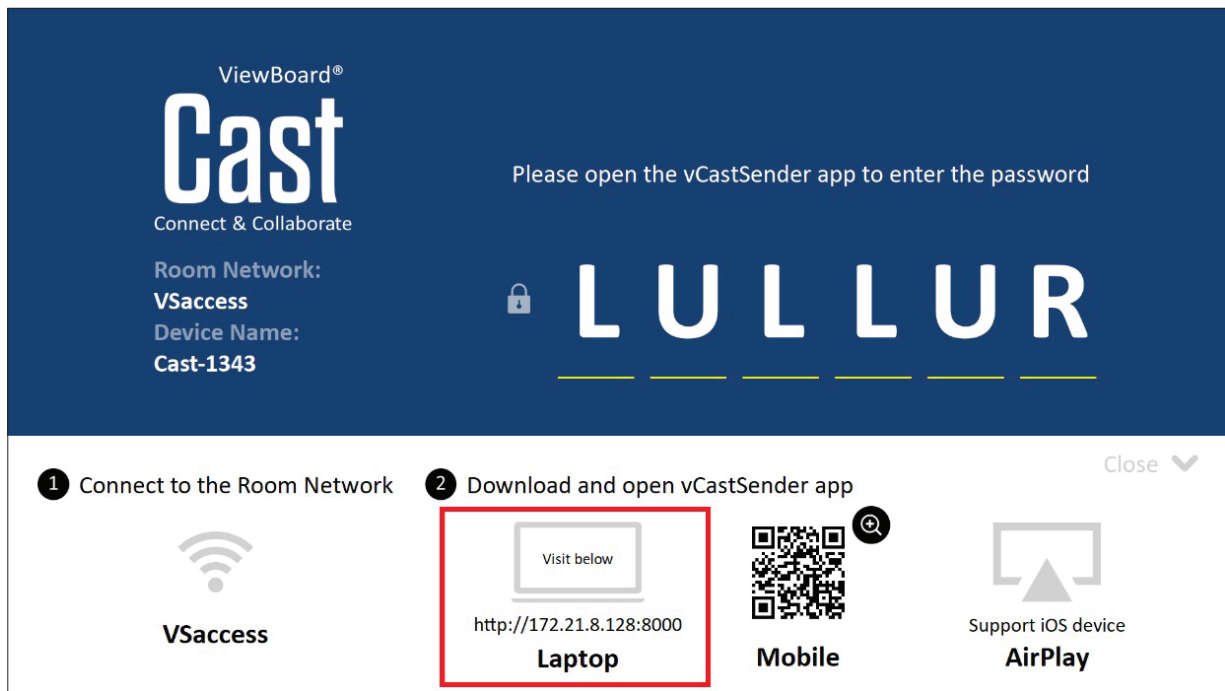 ViewBoard®
Cast
Connect & Collaborate
Room Network:
VSaccess
Device Name:
Cast-1343
Please open the vCastSender app to enter the password
L U L L U R
Close
1 Connect to the Room Network
VSaccess
2 Download and open vCastSender app
Visit below
http://172.21.8.128:8000
Laptop
Mobile
Support iOS device
AirPlay